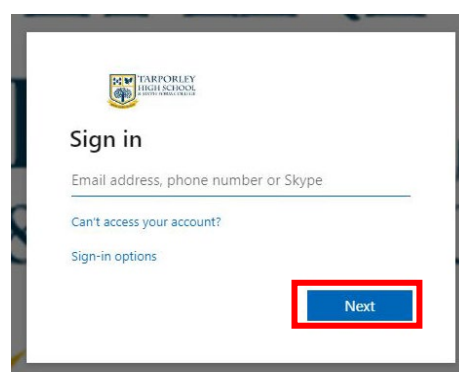 TARPORLEY
HIGH SCHOOL
Sign in
Email address, phone number or Skype
Can't access your account?
Sign-in options
Next